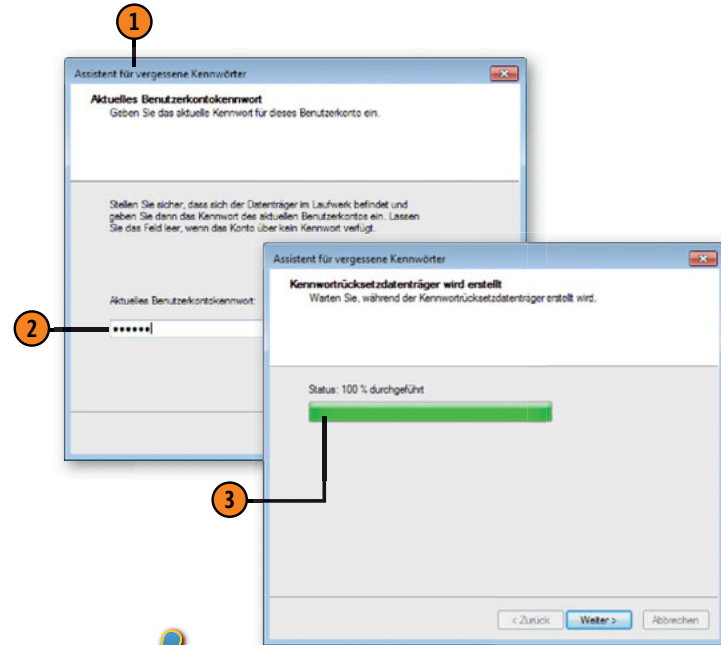 1
Assistent für vergessene Kennwörter
Aktuelles Benutzerkontokennwort
Geben Sie das aktuelle Kennwort für dieses Benutzerkonto ein.
Stellen Sie sicher, dass sich der Datenträger im Laufwerk befindet und
geben Sie dann das Kennwort des aktuellen Benutzerkontos ein. Lassen
Sie das Feld leer, wenn das Konto über kein Kennwort verfügt.
Aktuelles Benutzerkontokennwort:
2
••••••
Assistent für vergessene Kennwörter
Kennwortrücksetzdatenträger wird erstellt
Warten Sie, während der Kennwortrücksetzdatenträger erstellt wird.
Status: 100 % durchgeführt
3
< Zurück Weiter > Abbrechen